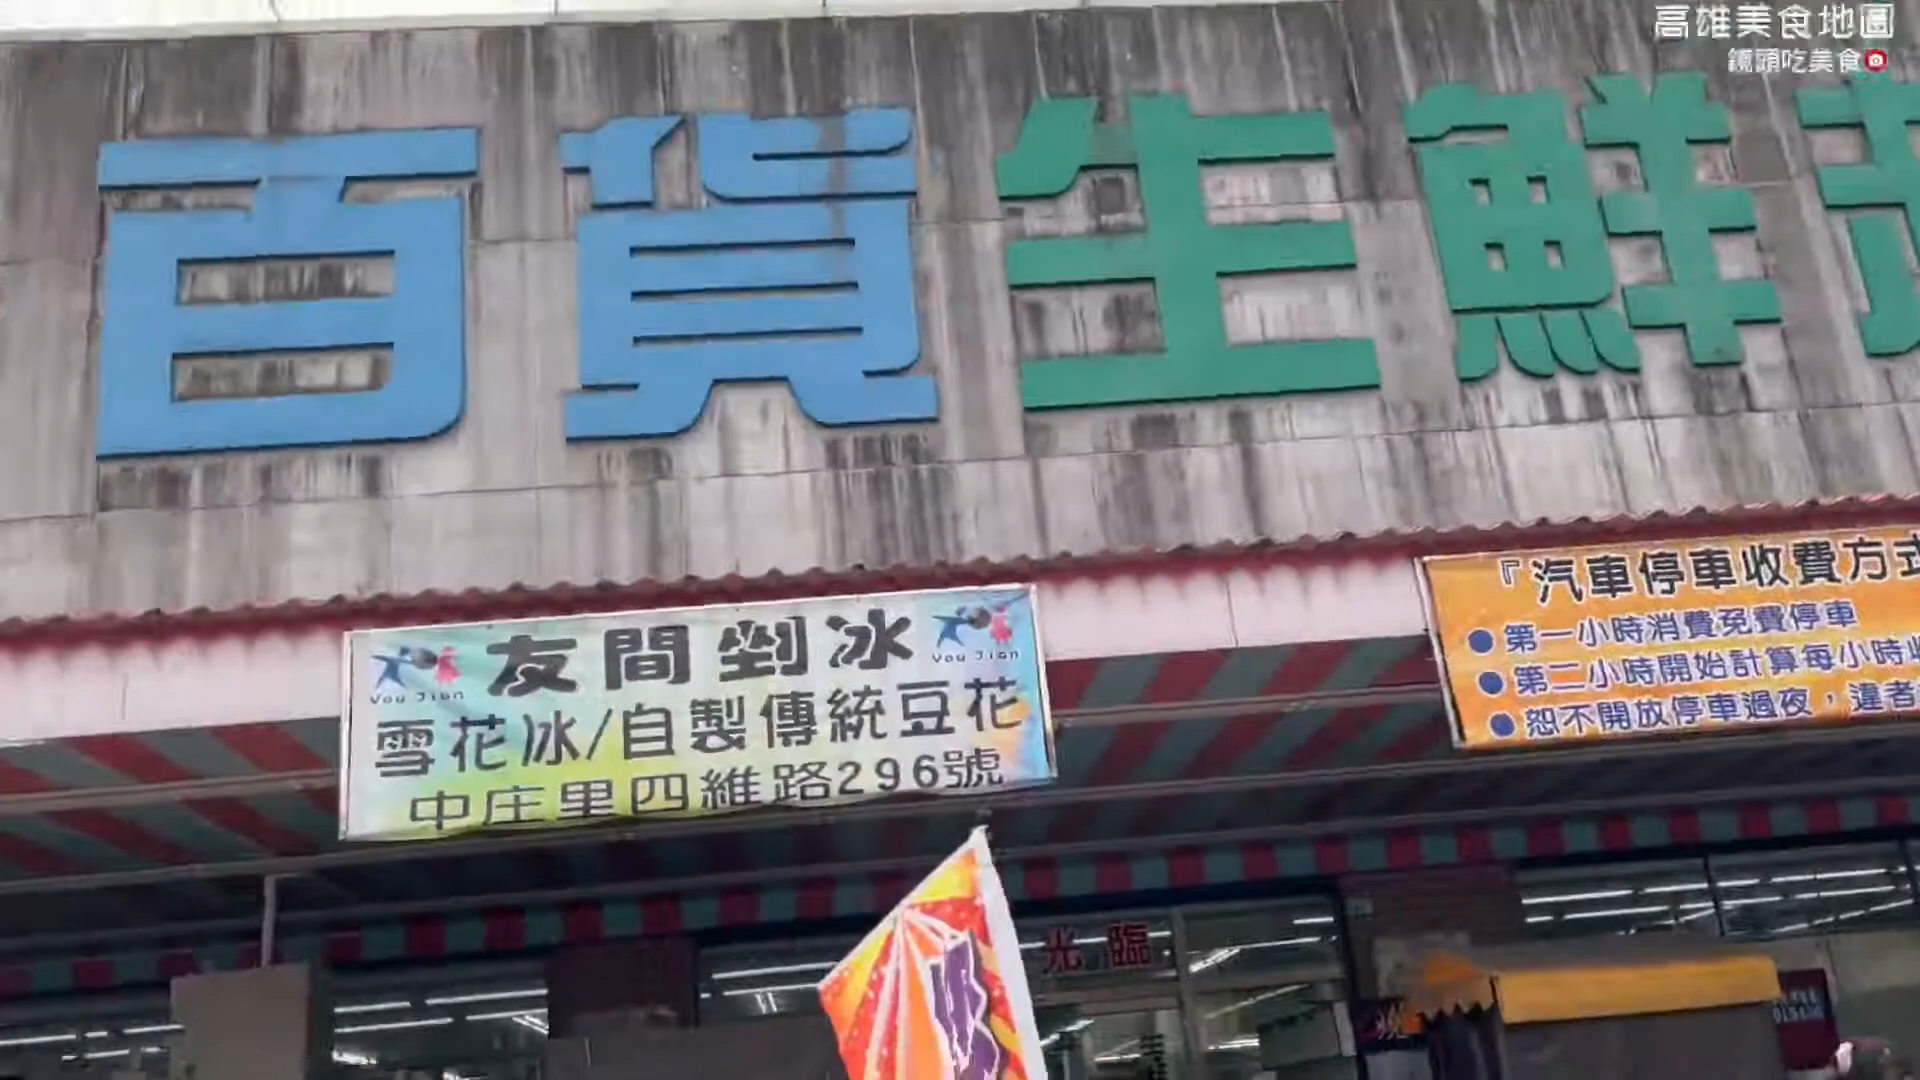 高雄美食地圖
鏡頭吃美食
百貨生鮮
友間剉冰
You Jian
You Jian
雪花冰/自製傳統豆花
中庄里四維路296號
『汽車停車收費方式
第一小時消費免費停車
第二小時開始計算每小時收
恕不開放停車過夜,違者
光臨